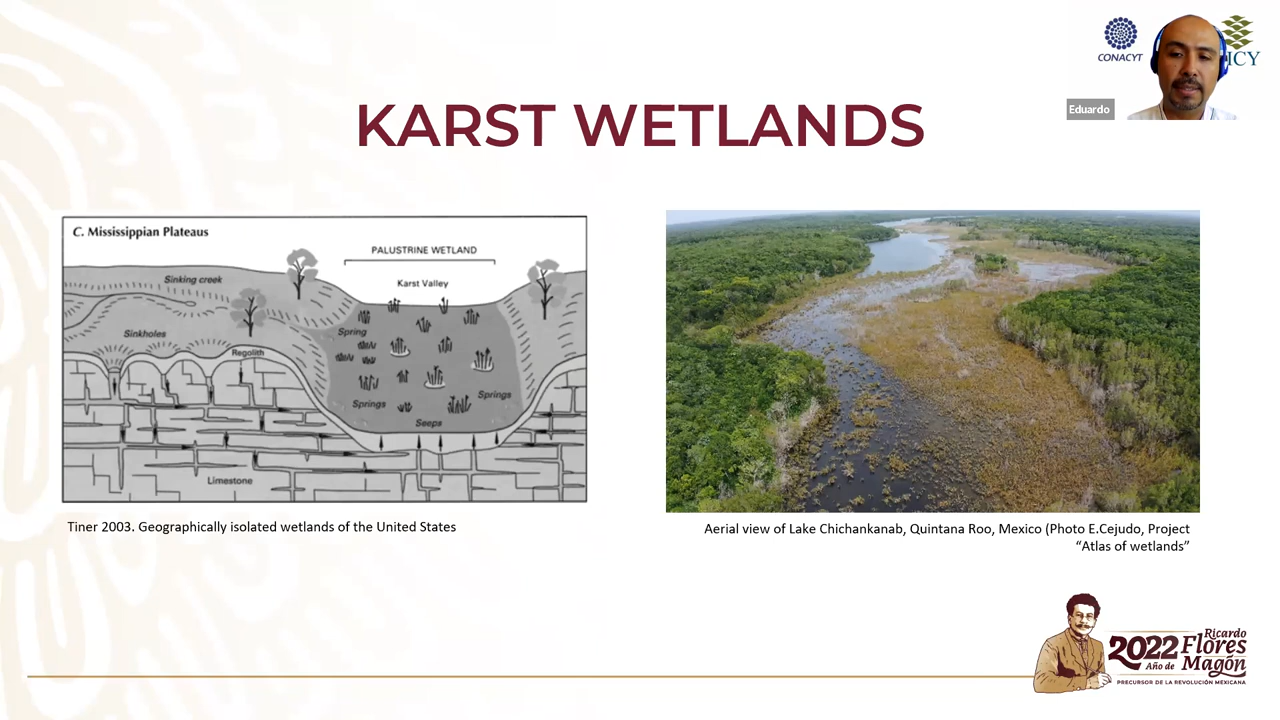 CONACYT
ICY
Eduardo
KARST WETLANDS
C. Mississippian Plateaus
PALUSTRINE WETLAND
Karst Valley
Sinking creek
Sinkholes
Spring
Regolith
Springs
Springs
Seeps
Limestone
Tiner 2003. Geographically isolated wetlands of the United States
Aerial view of Lake Chichankanab, Quintana Roo, Mexico (Photo E.Cejudo, Project
“Atlas of wetlands”
2022
Año de
Ricardo
Flores
Magón
PRECURSOR DE LA REVOLUCIÓN MEXICANA